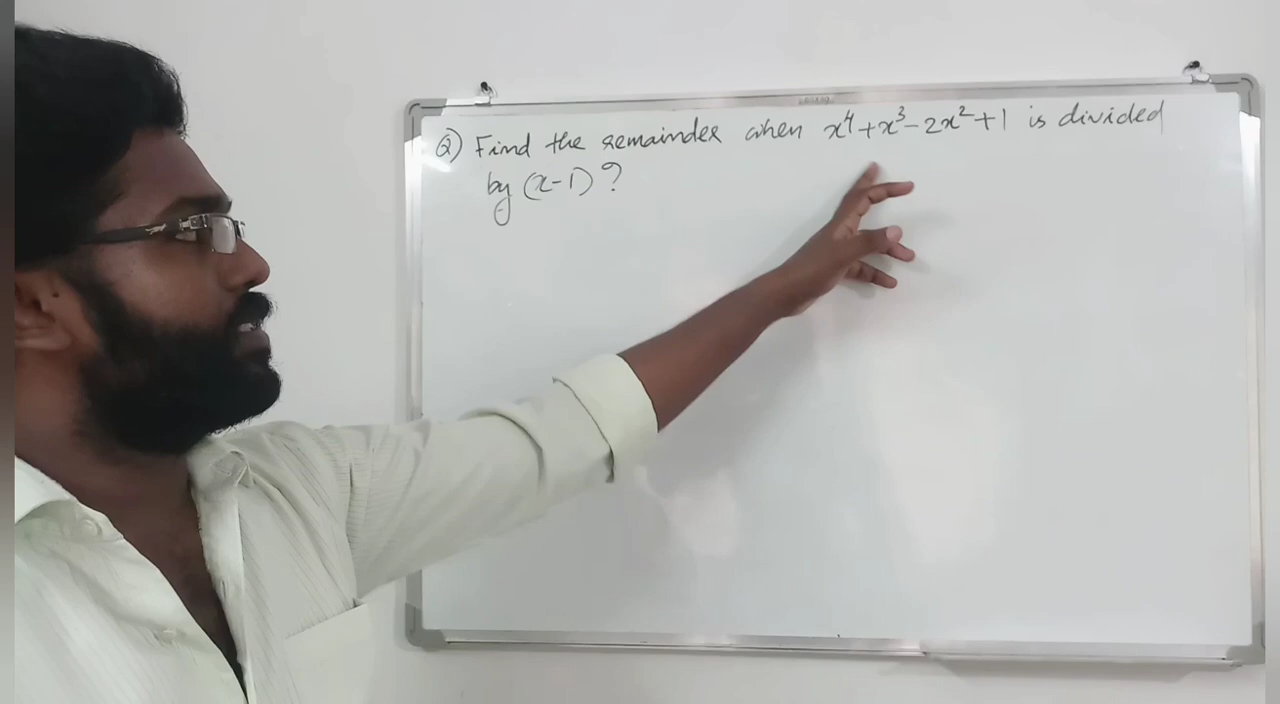 Q) Find the remainder when x⁴+x³-2x²+1 is divided
by (x-1) ?